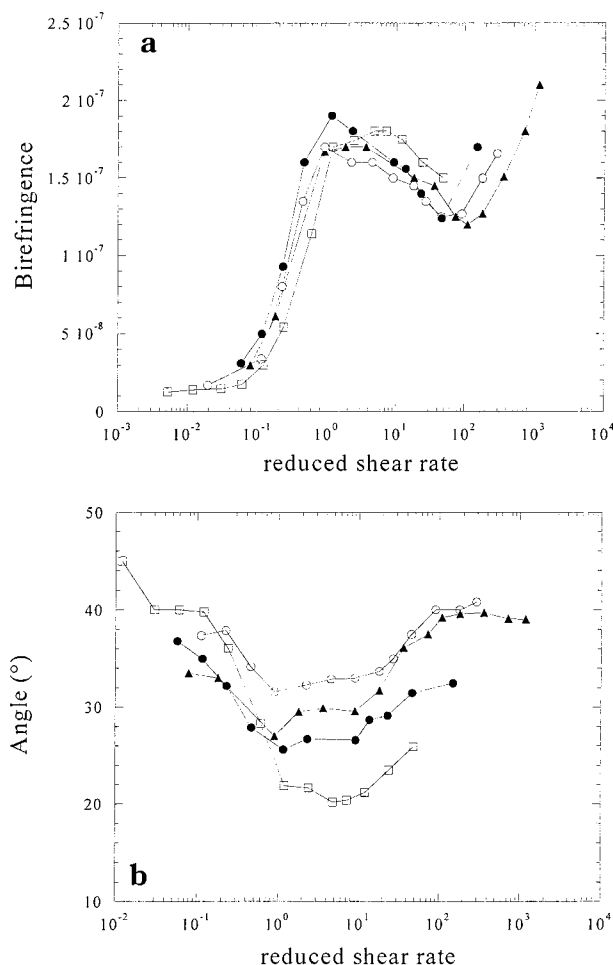 a
2.5 10⁻⁷
2 10⁻⁷
1.5 10⁻⁷
1 10⁻⁷
5 10⁻⁸
0
Birefringence
10⁻³ 10⁻² 10⁻¹ 10⁰ 10¹ 10² 10³ 10⁴
reduced shear rate
50
40
30
20
10
Angle (°)
b
10⁻² 10⁻¹ 10⁰ 10¹ 10² 10³ 10⁴
reduced shear rate